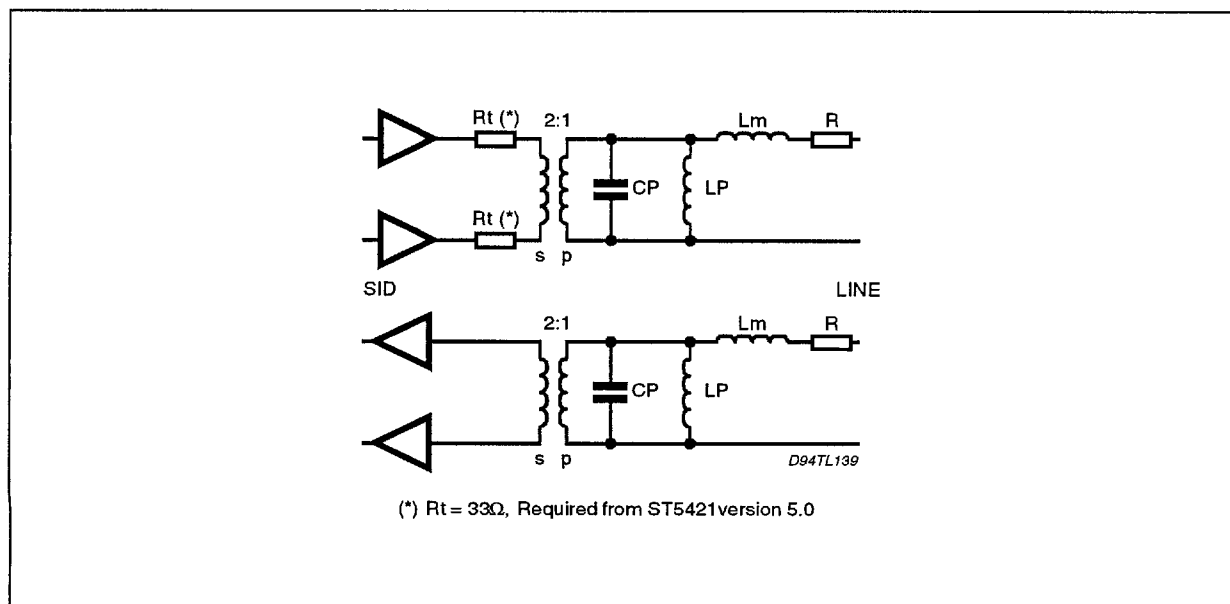 Rt (*) 2:1 Lm R
CP LP
Rt (*)
s p
SID LINE
2:1 Lm R
CP LP
s p
D94TL139
(*) Rt = 33Ω, Required from ST5421version 5.0